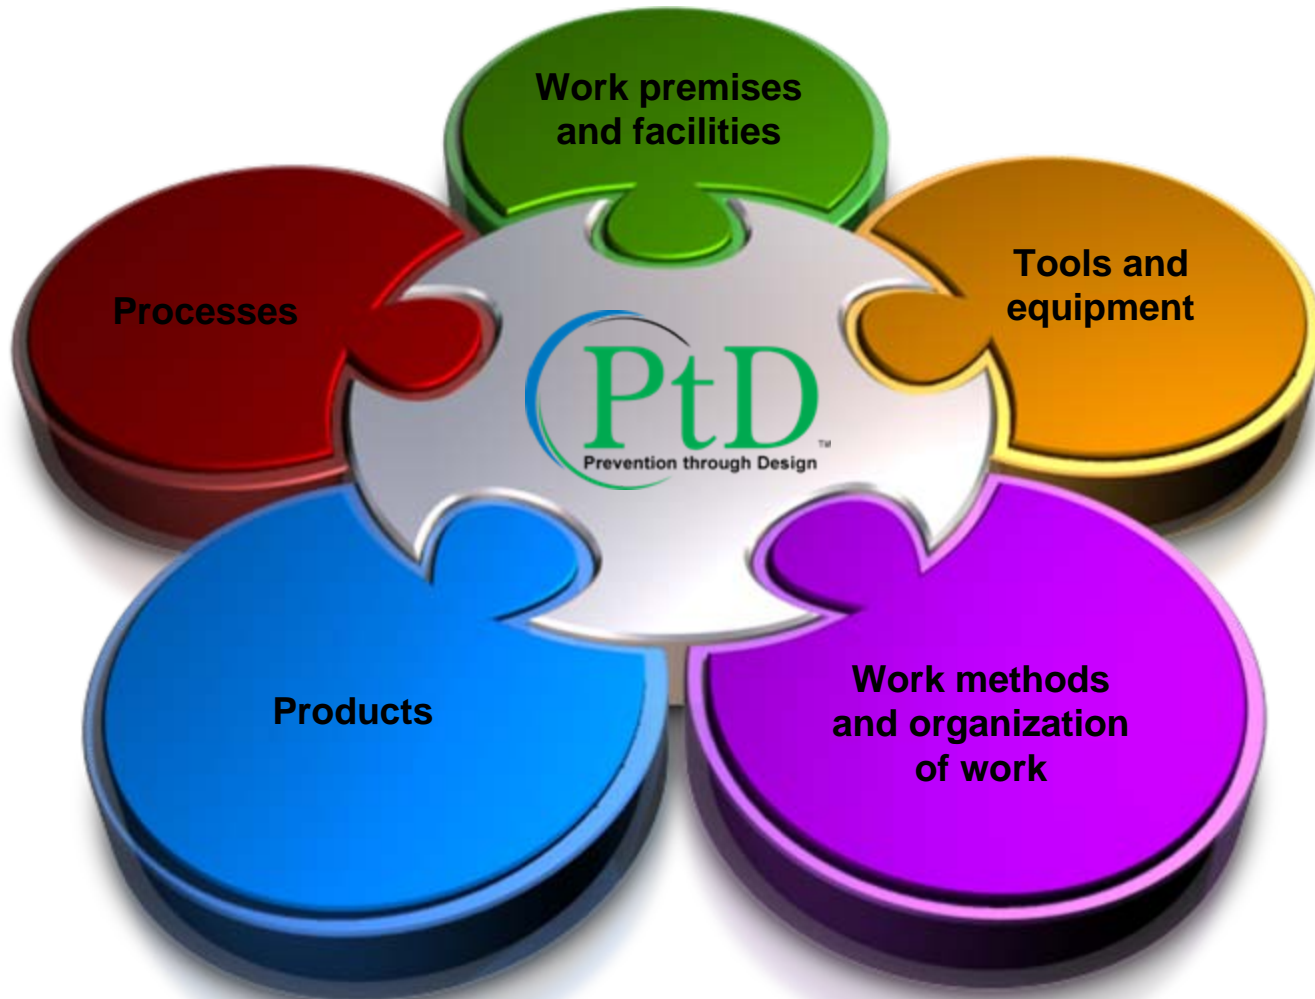 Work premises
and facilities
Processes
Tools and
equipment
PtD
TM
Prevention through Design
Products
Work methods
and organization
of work